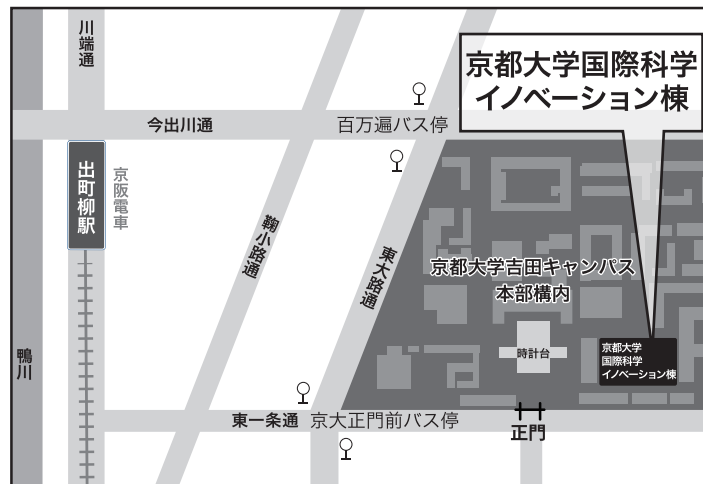 川端通
京都大学国際科学
イノベーション棟
今出川通
百万遍バス停
出町柳駅
京阪電車
鞠小路通
東大路通
京都大学吉田キャンパス
本部構内
鴨川
時計台
京都大学
国際科学
イノベーション棟
東一条通
京大正門前バス停
正門